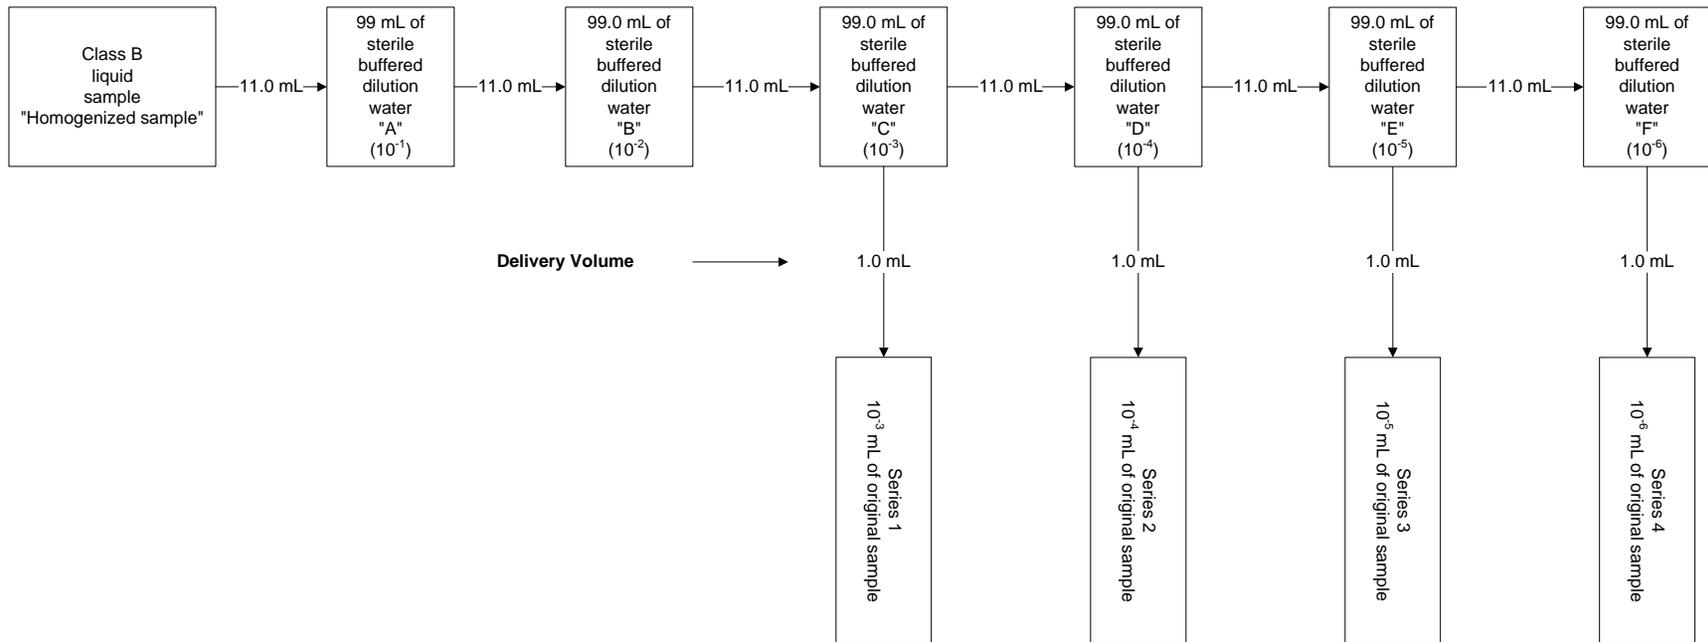 Class B
liquid
sample
"Homogenized sample"
11.0 mL
99 mL of
sterile
buffered
dilution
water
"A"
(10⁻¹)
11.0 mL
99.0 mL of
sterile
buffered
dilution
water
"B"
(10⁻²)
11.0 mL
99.0 mL of
sterile
buffered
dilution
water
"C"
(10⁻³)
11.0 mL
99.0 mL of
sterile
buffered
dilution
water
"D"
(10⁻⁴)
11.0 mL
99.0 mL of
sterile
buffered
dilution
water
"E"
(10⁻⁵)
11.0 mL
99.0 mL of
sterile
buffered
dilution
water
"F"
(10⁻⁶)
Delivery Volume
1.0 mL
1.0 mL
1.0 mL
1.0 mL
Series 1
10⁻³ mL of original sample
Series 2
10⁻⁴ mL of original sample
Series 3
10⁻⁵ mL of original sample
Series 4
10⁻⁶ mL of original sample